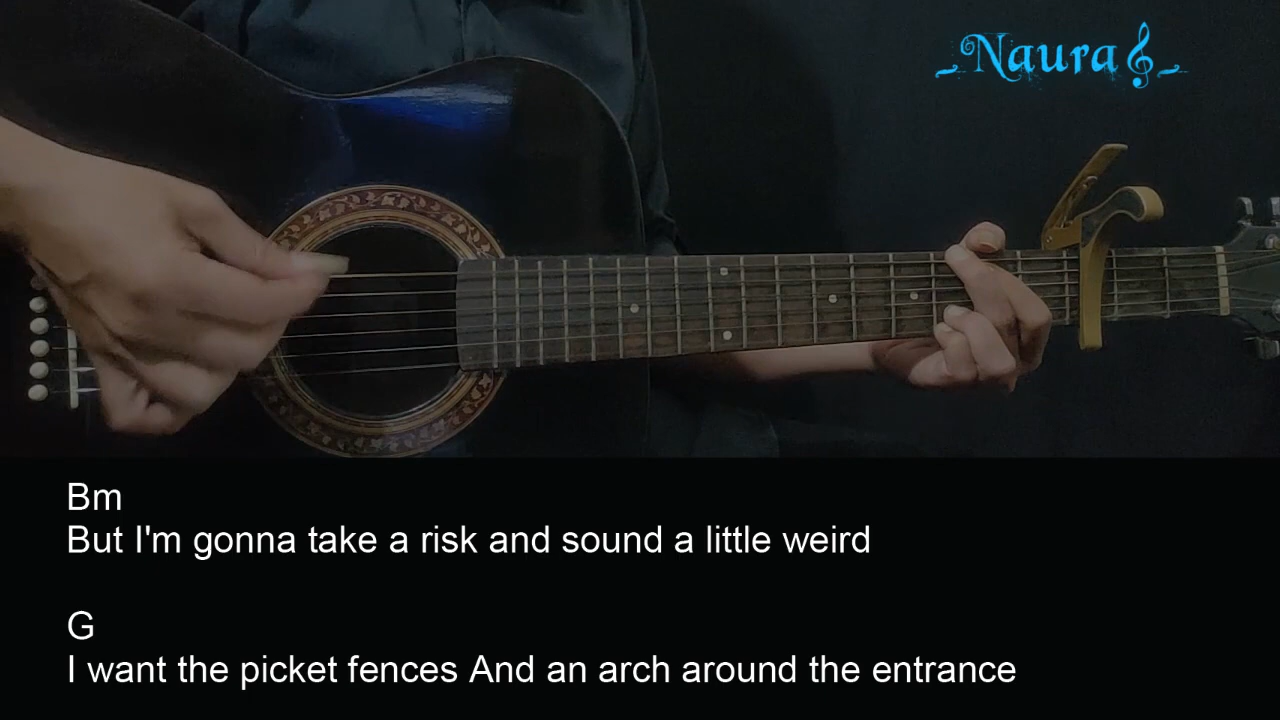 Naura
Bm
But I'm gonna take a risk and sound a little weird
G
I want the picket fences And an arch around the entrance